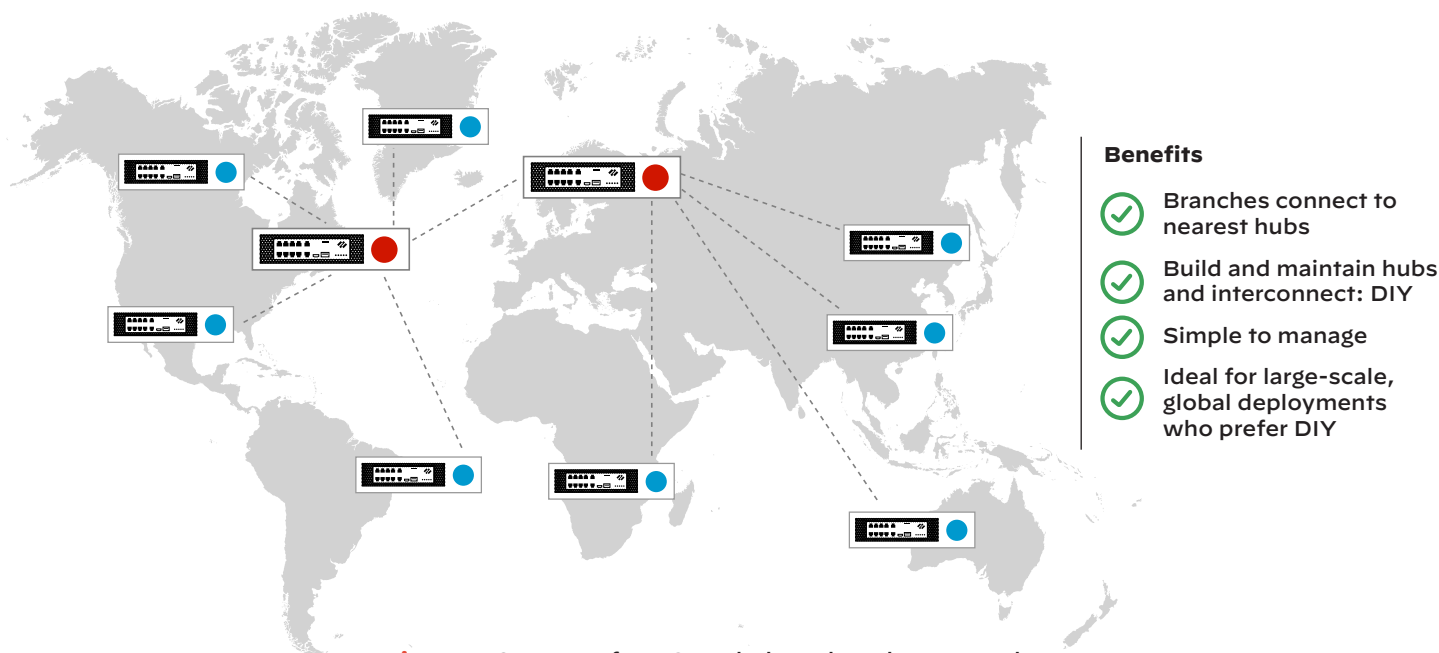 Benefits
Branches connect to
nearest hubs
Build and maintain hubs
and interconnect: DIY
Simple to manage
Ideal for large-scale,
global deployments
who prefer DIY